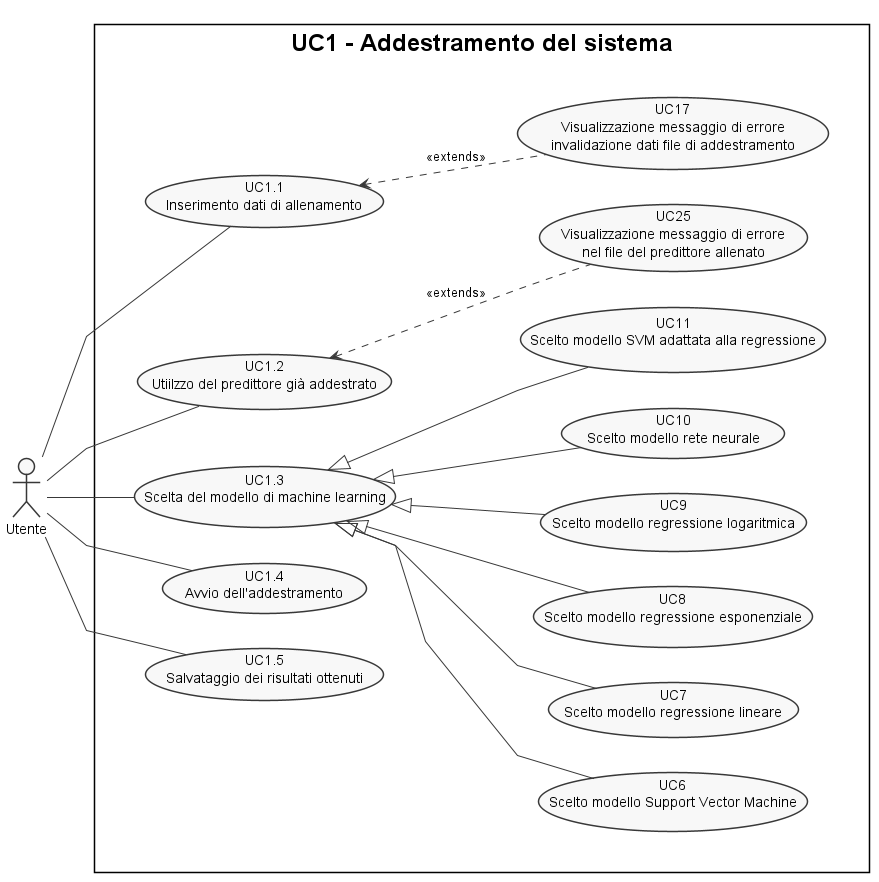 UC1 - Addestramento del sistema
UC17
Visualizzazione messaggio di errore
invalidazione dati file di addestramento
«extends»
UC1.1
Inserimento dati di allenamento
UC25
Visualizzazione messaggio di errore
nel file del predittore allenato
«extends»
UC11
Scelto modello SVM adattata alla regressione
UC1.2
Utiilzzo del predittore già addestrato
UC10
Scelto modello rete neurale
UC1.3
Scelta del modello di machine learning
UC9
Scelto modello regressione logaritmica
Utente
UC1.4
Avvio dell'addestramento
UC8
Scelto modello regressione esponenziale
UC1.5
Salvataggio dei risultati ottenuti
UC7
Scelto modello regressione lineare
UC6
Scelto modello Support Vector Machine